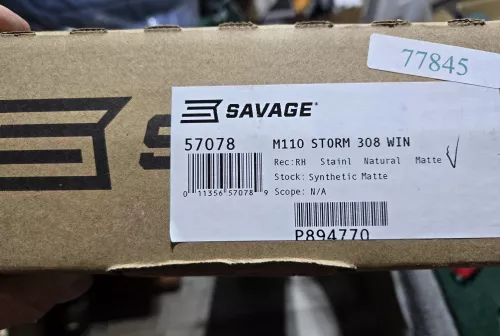 77845
SAVAGE®
57078 M110 STORM 308 WIN
Rec:RH Stainl Natural Matte
Stock: Synthetic Matte
Scope: N/A
0 11356 57078 9
P894770
S